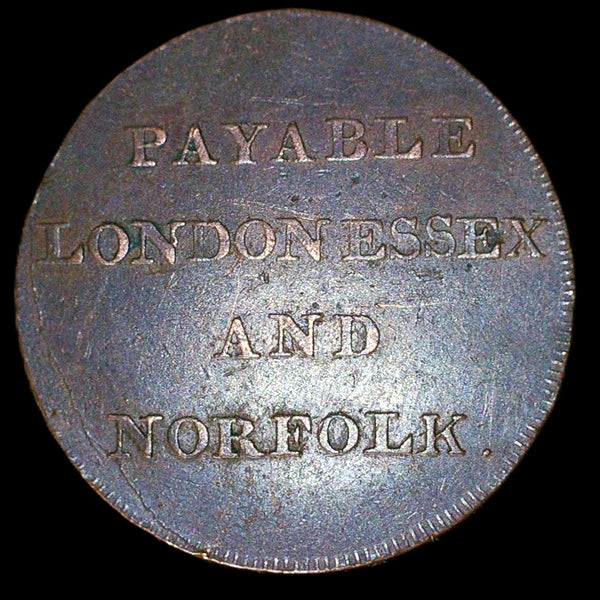 PAYABLE
LONDON ESSEX
AND
NORFOLK.